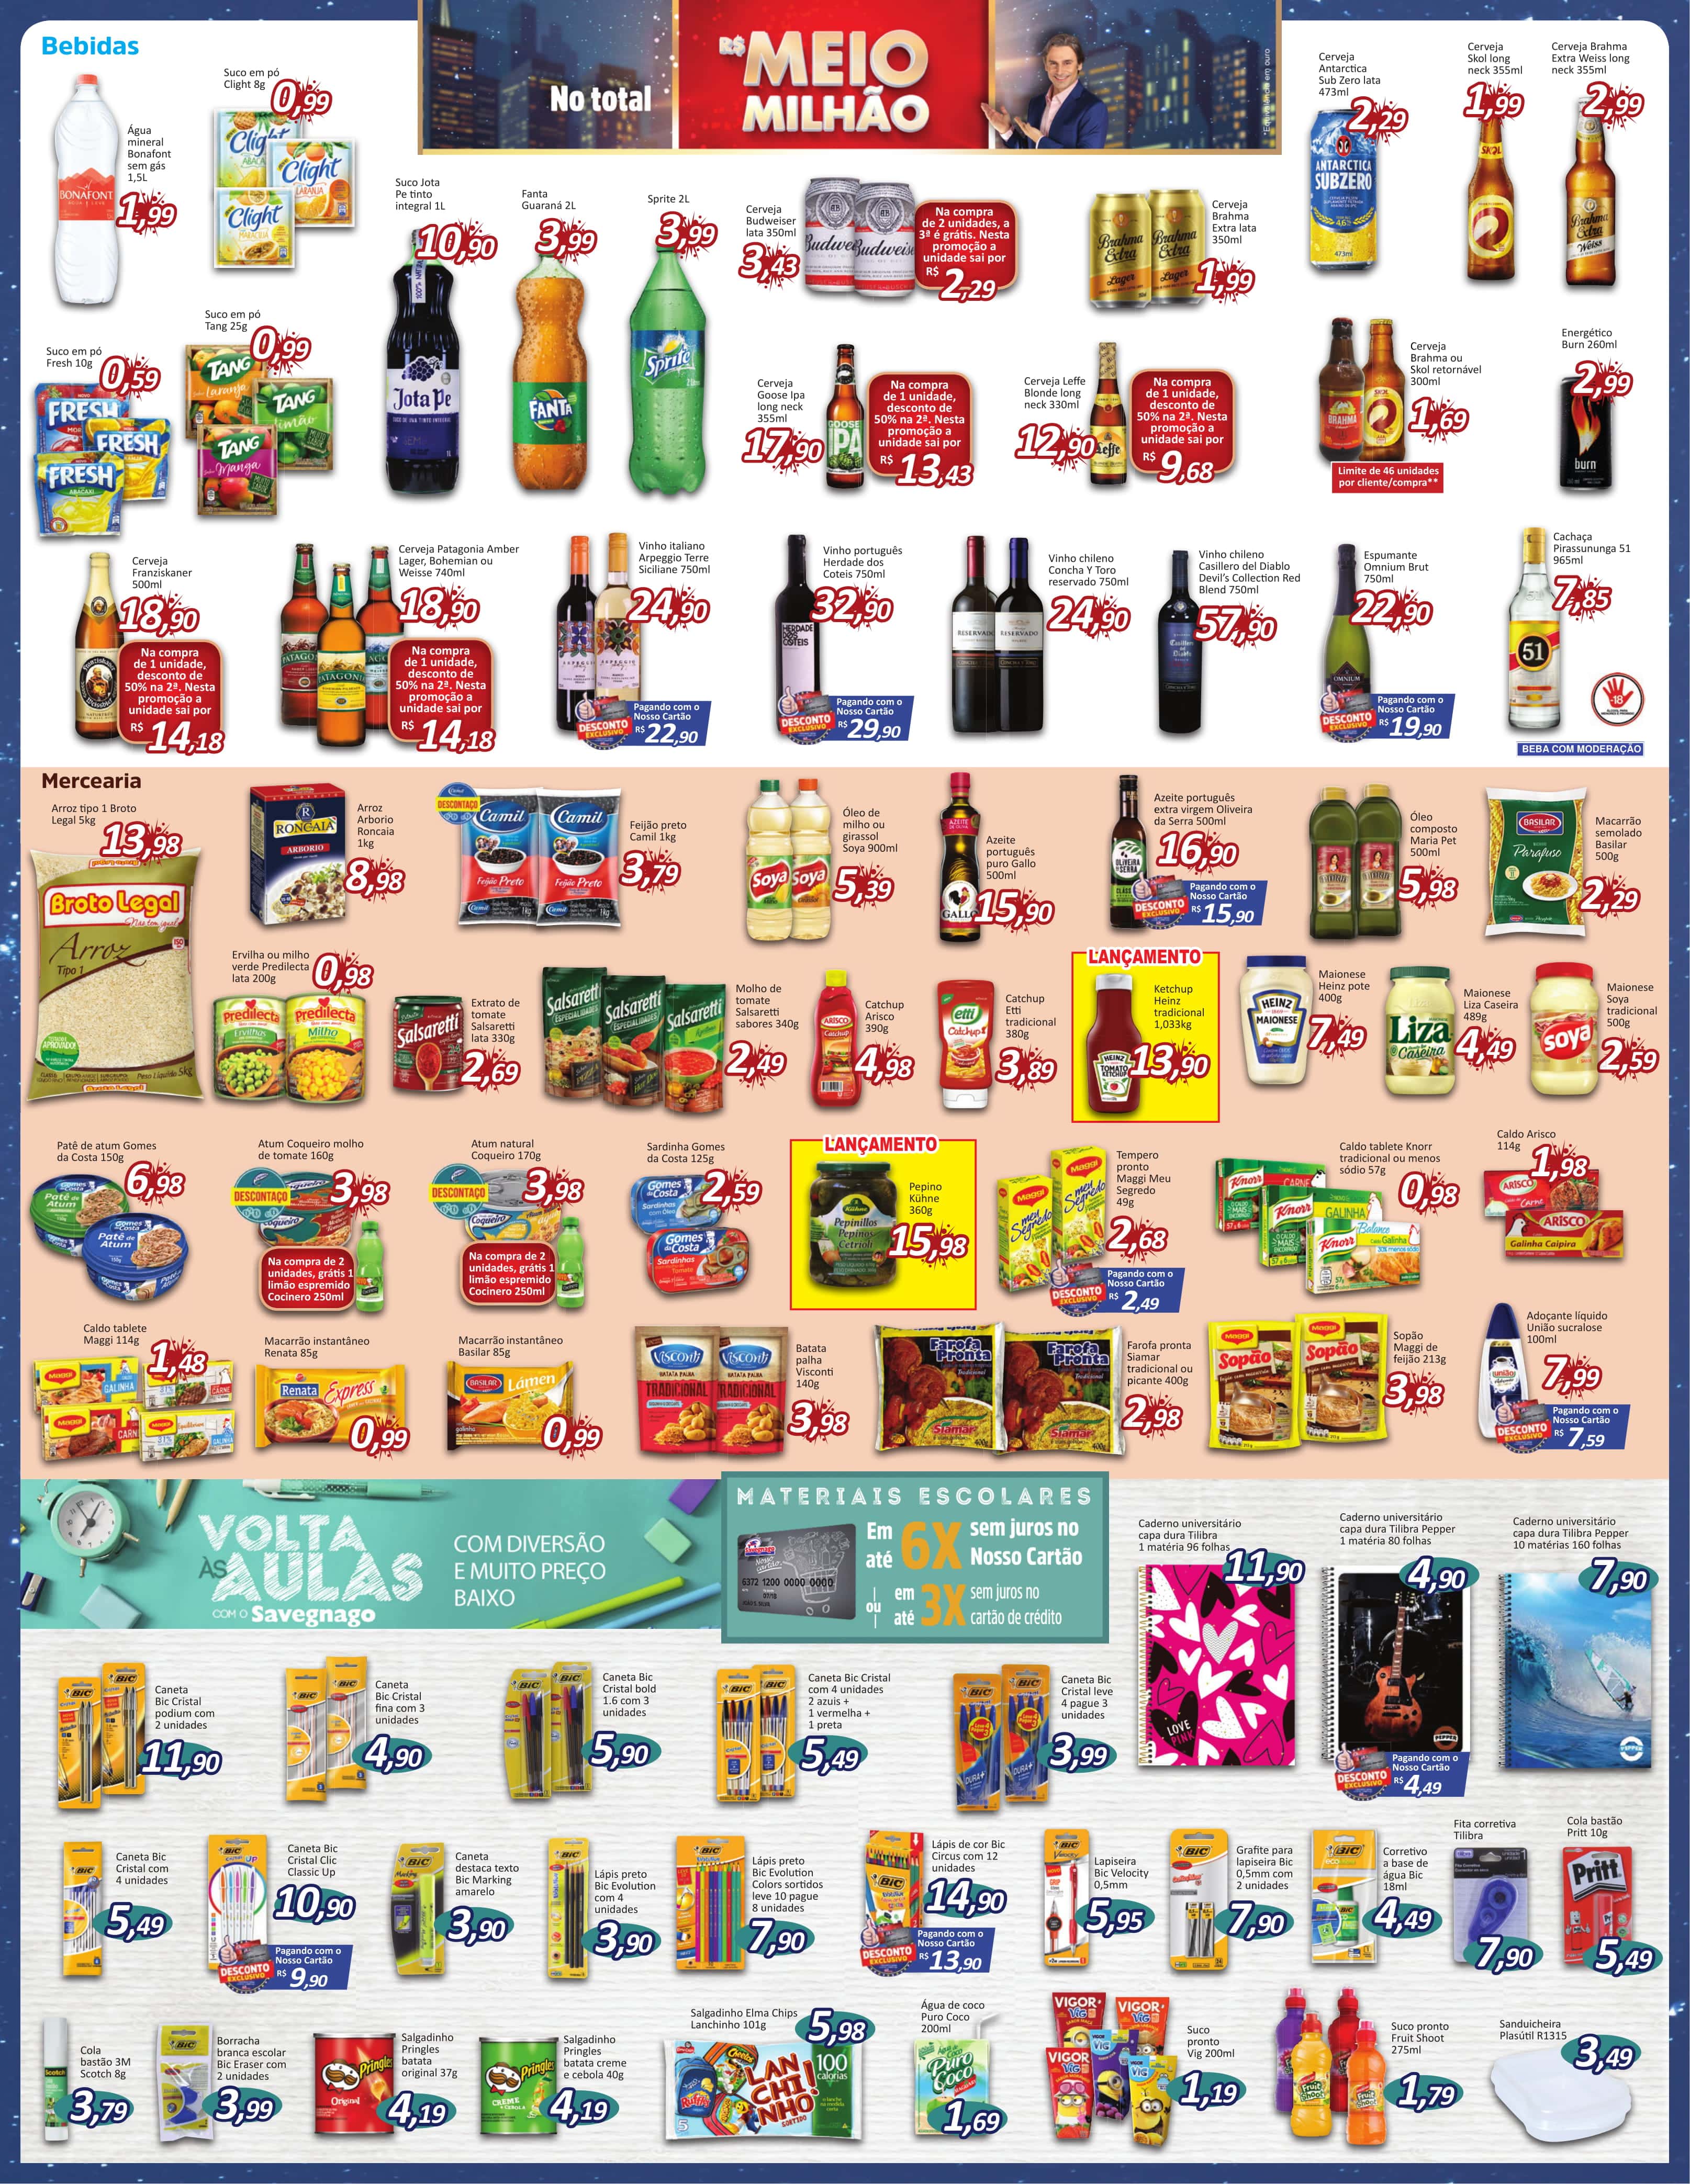 Bebidas
No total
R$ MEIO
MILHÃO
*Equivalência em ouro
Água
mineral
Bonafont
sem gás
1,5L
1,99
Suco em pó
Clight 8g
0,99
Suco em pó
Fresh 10g
0,59
Suco em pó
Tang 25g
0,99
Suco Jota
Pe tinto
integral 1L
10,90
Fanta
Guaraná 2L
3,99
Sprite 2L
3,99
Cerveja
Budweiser
lata 350ml
3,43
Na compra
de 2 unidades, a
3ª é grátis. Nesta
promoção a
unidade sai por
R$ 2,29
Cerveja
Brahma
Extra lata
350ml
1,99
Cerveja
Antarctica
Sub Zero lata
473ml
2,29
Cerveja
Skol long
neck 355ml
1,99
Cerveja Brahma
Extra Weiss long
neck 355ml
2,99
Cerveja
Goose Ipa
long neck
355ml
17,90
Na compra
de 1 unidade,
desconto de
50% na 2ª. Nesta
promoção a
unidade sai por
R$ 13,43
Cerveja Leffe
Blonde long
neck 330ml
12,90
Na compra
de 1 unidade,
desconto de
50% na 2ª. Nesta
promoção a
unidade sai por
R$ 9,68
Cerveja
Brahma ou
Skol retornável
300ml
1,69
Limite de 46 unidades
por cliente/compra**
Energético
Burn 260ml
2,99
Cerveja
Franziskaner
500ml
18,90
Na compra
de 1 unidade,
desconto de
50% na 2ª. Nesta
promoção a
unidade sai por
R$ 14,18
Cerveja Patagonia Amber
Lager, Bohemian ou
Weisse 740ml
18,90
Na compra
de 1 unidade,
desconto de
50% na 2ª. Nesta
promoção a
unidade sai por
R$ 14,18
Vinho italiano
Arpeggio Terre
Siciliane 750ml
24,90
DESCONTO
EXCLUSIVO
Pagando com o
Nosso Cartão
R$ 22,90
Vinho português
Herdade dos
Coteis 750ml
32,90
DESCONTO
EXCLUSIVO
Pagando com o
Nosso Cartão
R$ 29,90
Vinho chileno
Concha Y Toro
reservado 750ml
24,90
Vinho chileno
Casillero del Diablo
Devil's Collection Red
Blend 750ml
57,90
Espumante
Omnium Brut
750ml
22,90
DESCONTO
EXCLUSIVO
Pagando com o
Nosso Cartão
R$ 19,90
Cachaça
Pirassununga 51
965ml
7,85
-18
BEBA COM MODERAÇÃO
Mercearia
Arroz tipo 1 Broto
Legal 5kg
13,98
Arroz
Arborio
Roncaia
1kg
8,98
DESCONTAÇO
Feijão preto
Camil 1kg
3,79
Óleo de
milho ou
girassol
Soya 900ml
5,39
Azeite
português
puro Gallo
500ml
15,90
Azeite português
extra virgem Oliveira
da Serra 500ml
16,90
DESCONTO
EXCLUSIVO
Pagando com o
Nosso Cartão
R$ 15,90
Óleo
composto
Maria Pet
500ml
5,98
Macarrão
semolado
Basilar
500g
2,29
Ervilha ou milho
verde Predilecta
lata 200g
0,98
Extrato de
tomate
Salsaretti
lata 330g
2,69
Molho de
tomate
Salsaretti
sabores 340g
2,49
Catchup
Arisco
390g
4,98
Catchup
Etti
tradicional
380g
3,89
LANÇAMENTO
Ketchup
Heinz
tradicional
1,033kg
13,90
Maionese
Heinz pote
400g
7,49
Maionese
Liza Caseira
489g
4,49
Maionese
Soya
tradicional
500g
2,59
Patê de atum Gomes
da Costa 150g
6,98
Atum Coqueiro molho
de tomate 160g
DESCONTAÇO
3,98
Na compra de 2
unidades, grátis 1
limão espremido
Cocinero 250ml
Atum natural
Coqueiro 170g
DESCONTAÇO
3,98
Na compra de 2
unidades, grátis 1
limão espremido
Cocinero 250ml
Sardinha Gomes
da Costa 125g
2,59
LANÇAMENTO
Pepino
Kühne
360g
15,98
Tempero
pronto
Maggi Meu
Segredo
49g
2,68
DESCONTO
EXCLUSIVO
Pagando com o
Nosso Cartão
R$ 2,49
Caldo tablete Knorr
tradicional ou menos
sódio 57g
0,98
Caldo Arisco
114g
1,98
Caldo tablete
Maggi 114g
1,48
Macarrão instantâneo
Renata 85g
0,99
Macarrão instantâneo
Basilar 85g
0,99
Batata
palha
Visconti
140g
3,98
Farofa pronta
Siamar
tradicional ou
picante 400g
2,98
Sopão
Maggi de
feijão 213g
3,98
Adoçante líquido
União sucralose
100ml
7,99
DESCONTO
EXCLUSIVO
Pagando com o
Nosso Cartão
R$ 7,59
VOLTA
ÀS AULAS
COM O Savegnago
COM DIVERSÃO
E MUITO PREÇO
BAIXO
MATERIAIS ESCOLARES
Em
até 6X sem juros no
Nosso Cartão
ou em
até 3X sem juros no
cartão de crédito
6372 1200 0000 0000
Caderno universitário
capa dura Tilibra
1 matéria 96 folhas
11,90
Caderno universitário
capa dura Tilibra Pepper
1 matéria 80 folhas
4,90
DESCONTO
EXCLUSIVO
Pagando com o
Nosso Cartão
R$ 4,49
Caderno universitário
capa dura Tilibra Pepper
10 matérias 160 folhas
7,90
Caneta
Bic Cristal
podium com
2 unidades
11,90
Caneta
Bic Cristal
fina com 3
unidades
4,90
Caneta Bic
Cristal bold
1.6 com 3
unidades
5,90
Caneta Bic Cristal
com 4 unidades
2 azuis +
1 vermelha +
1 preta
5,49
Caneta Bic
Cristal leve
4 pague 3
unidades
3,99
Caneta Bic
Cristal com
4 unidades
5,49
Caneta Bic
Cristal Clic
Classic Up
10,90
DESCONTO
EXCLUSIVO
Pagando com o
Nosso Cartão
R$ 9,90
Caneta
destaca texto
Bic Marking
amarelo
3,90
Lápis preto
Bic Evolution
com 4
unidades
3,90
Lápis preto
Bic Evolution
Colors sortidos
leve 10 pague
8 unidades
7,90
Lápis de cor Bic
Circus com 12
unidades
14,90
DESCONTO
EXCLUSIVO
Pagando com o
Nosso Cartão
R$ 13,90
Lapiseira
Bic Velocity
0,5mm
5,95
Grafite para
lapiseira Bic
0,5mm com
2 unidades
7,90
Corretivo
a base de
água Bic
18ml
4,49
Fita corretiva
Tilibra
7,90
Cola bastão
Pritt 10g
5,49
Cola
bastão 3M
Scotch 8g
3,79
Borracha
branca escolar
Bic Eraser com
2 unidades
3,99
Salgadinho
Pringles
batata
original 37g
4,19
Salgadinho
Pringles
batata creme
e cebola 40g
4,19
Salgadinho Elma Chips
Lanchinho 101g
5,98
Água de coco
Puro Coco
200ml
1,69
Suco
pronto
Vig 200ml
1,19
Suco pronto
Fruit Shoot
275ml
1,79
Sanduicheira
Plasútil R1315
3,49